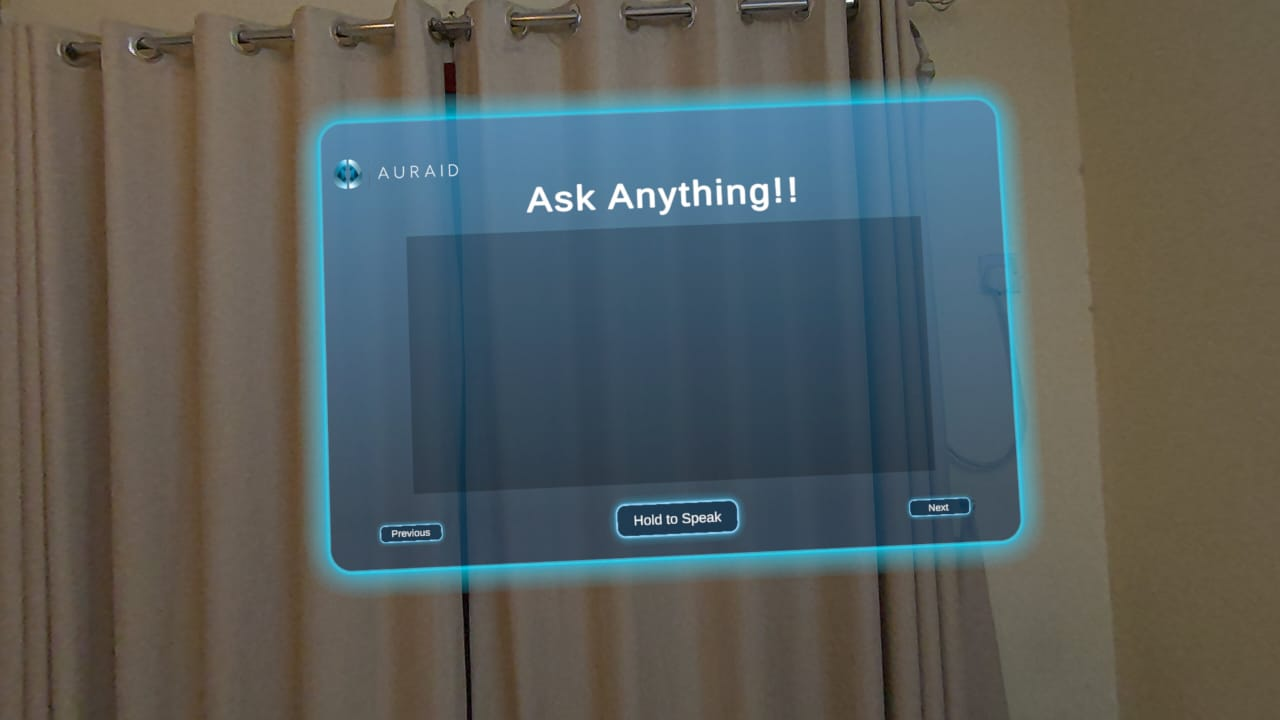 AURAID
Ask Anything!!
Hold to Speak
Previous
Next